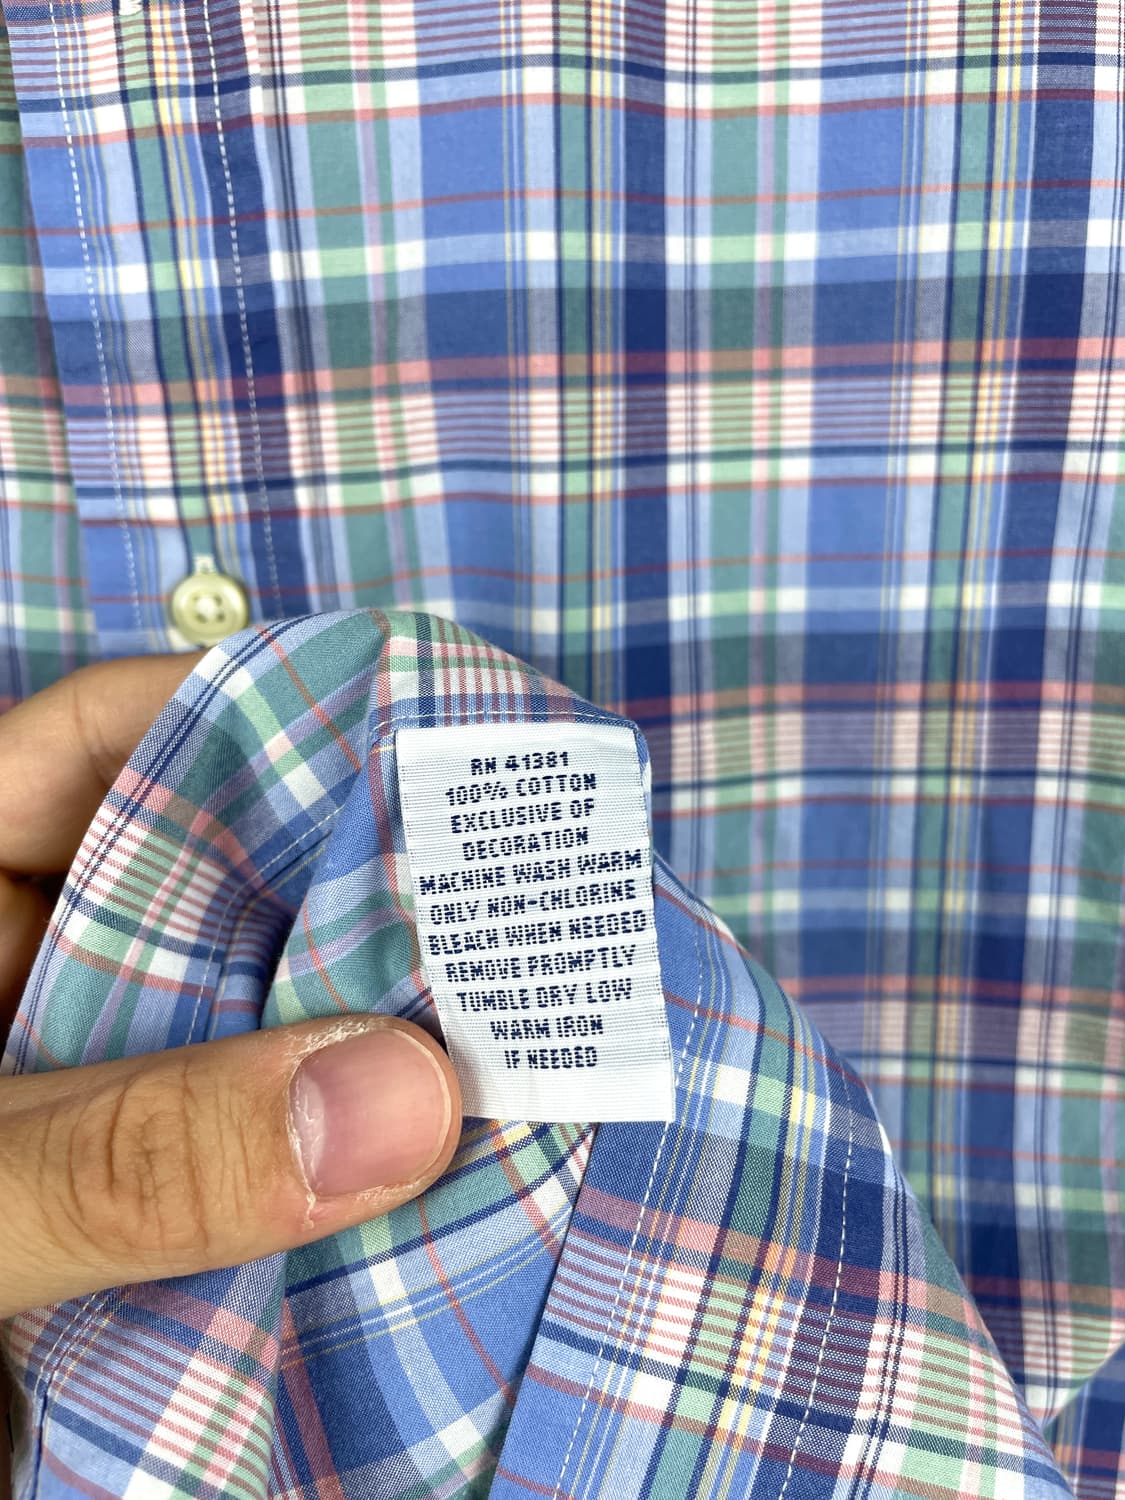 RN 41381
100% COTTON
EXCLUSIVE OF
DECORATION
MACHINE WASH WARM
ONLY NON-CHLORINE
BLEACH WHEN NEEDED
REMOVE PROMPTLY
TUMBLE DRY LOW
WARM IRON
IF NEEDED